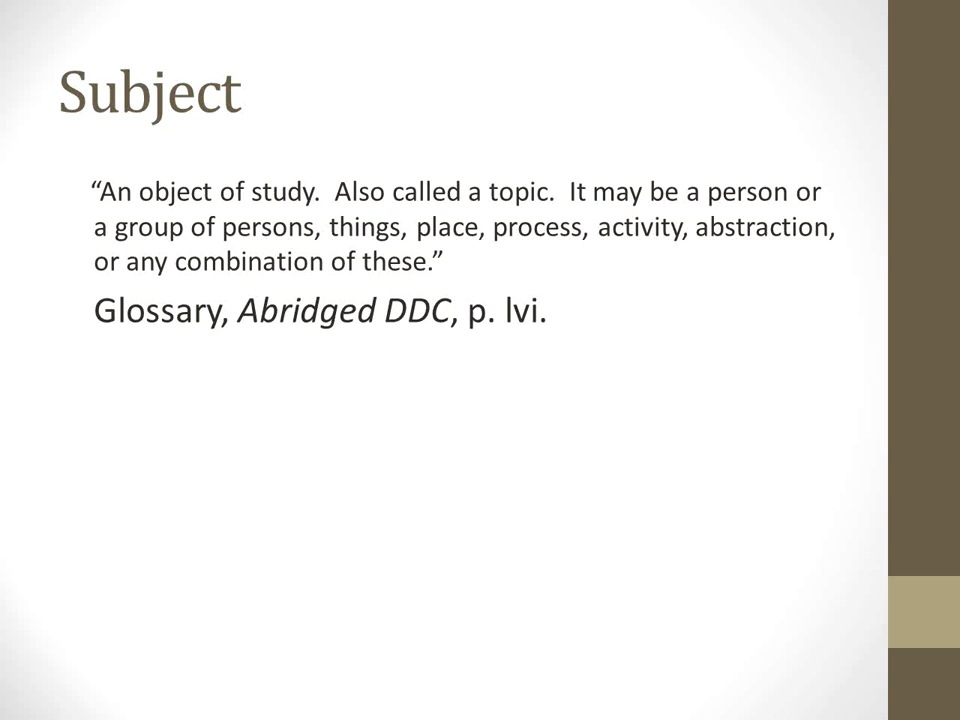 Subject
“An object of study.  Also called a topic.  It may be a person or
a group of persons, things, place, process, activity, abstraction,
or any combination of these.”
Glossary, Abridged DDC, p. lvi.